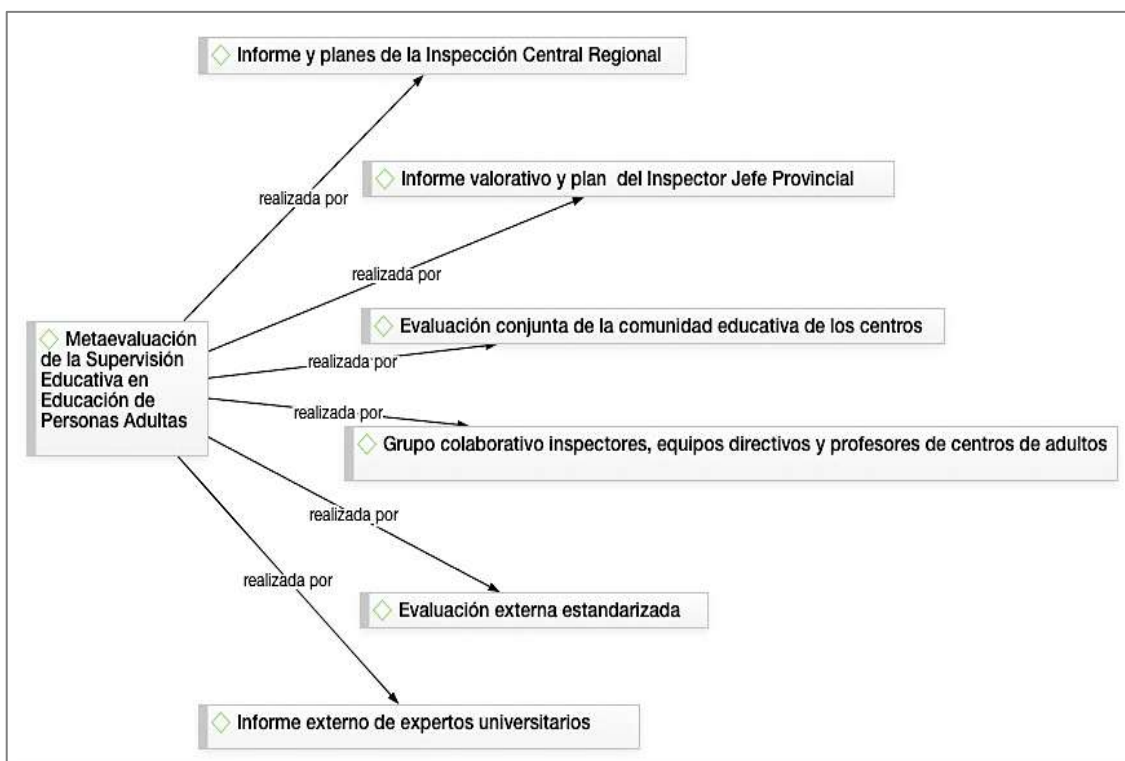 Informe y planes de la Inspección Central Regional
Informe valorativo y plan del Inspector Jefe Provincial
realizada por
realizada por
Metaevaluación
de la Supervisión
Educativa en
Educación de
Personas Adultas
Evaluación conjunta de la comunidad educativa de los centros
realizada por
realizada por
Grupo colaborativo inspectores, equipos directivos y profesores de centros de adultos
realizada por
realizada por
Evaluación externa estandarizada
Informe externo de expertos universitarios